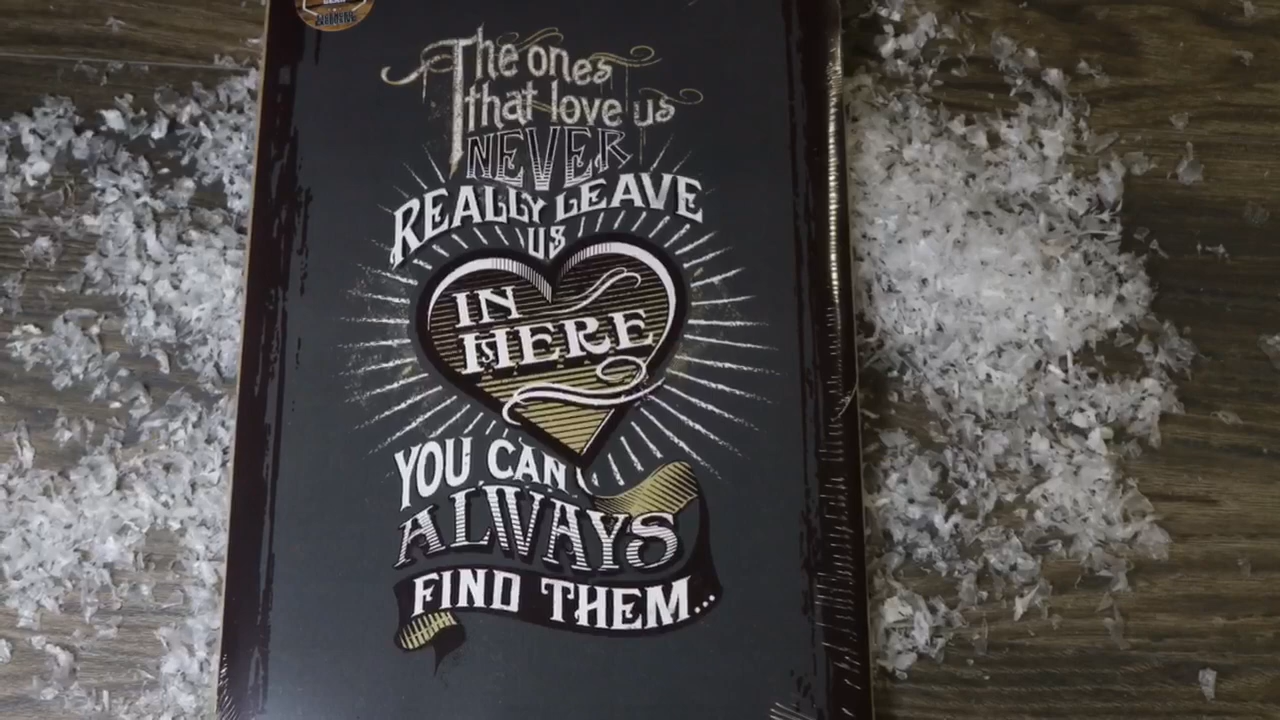 The ones
that love us
NEVER
REALLY LEAVE
US
IN
HERE
YOU CAN
ALWAYS
FIND THEM...